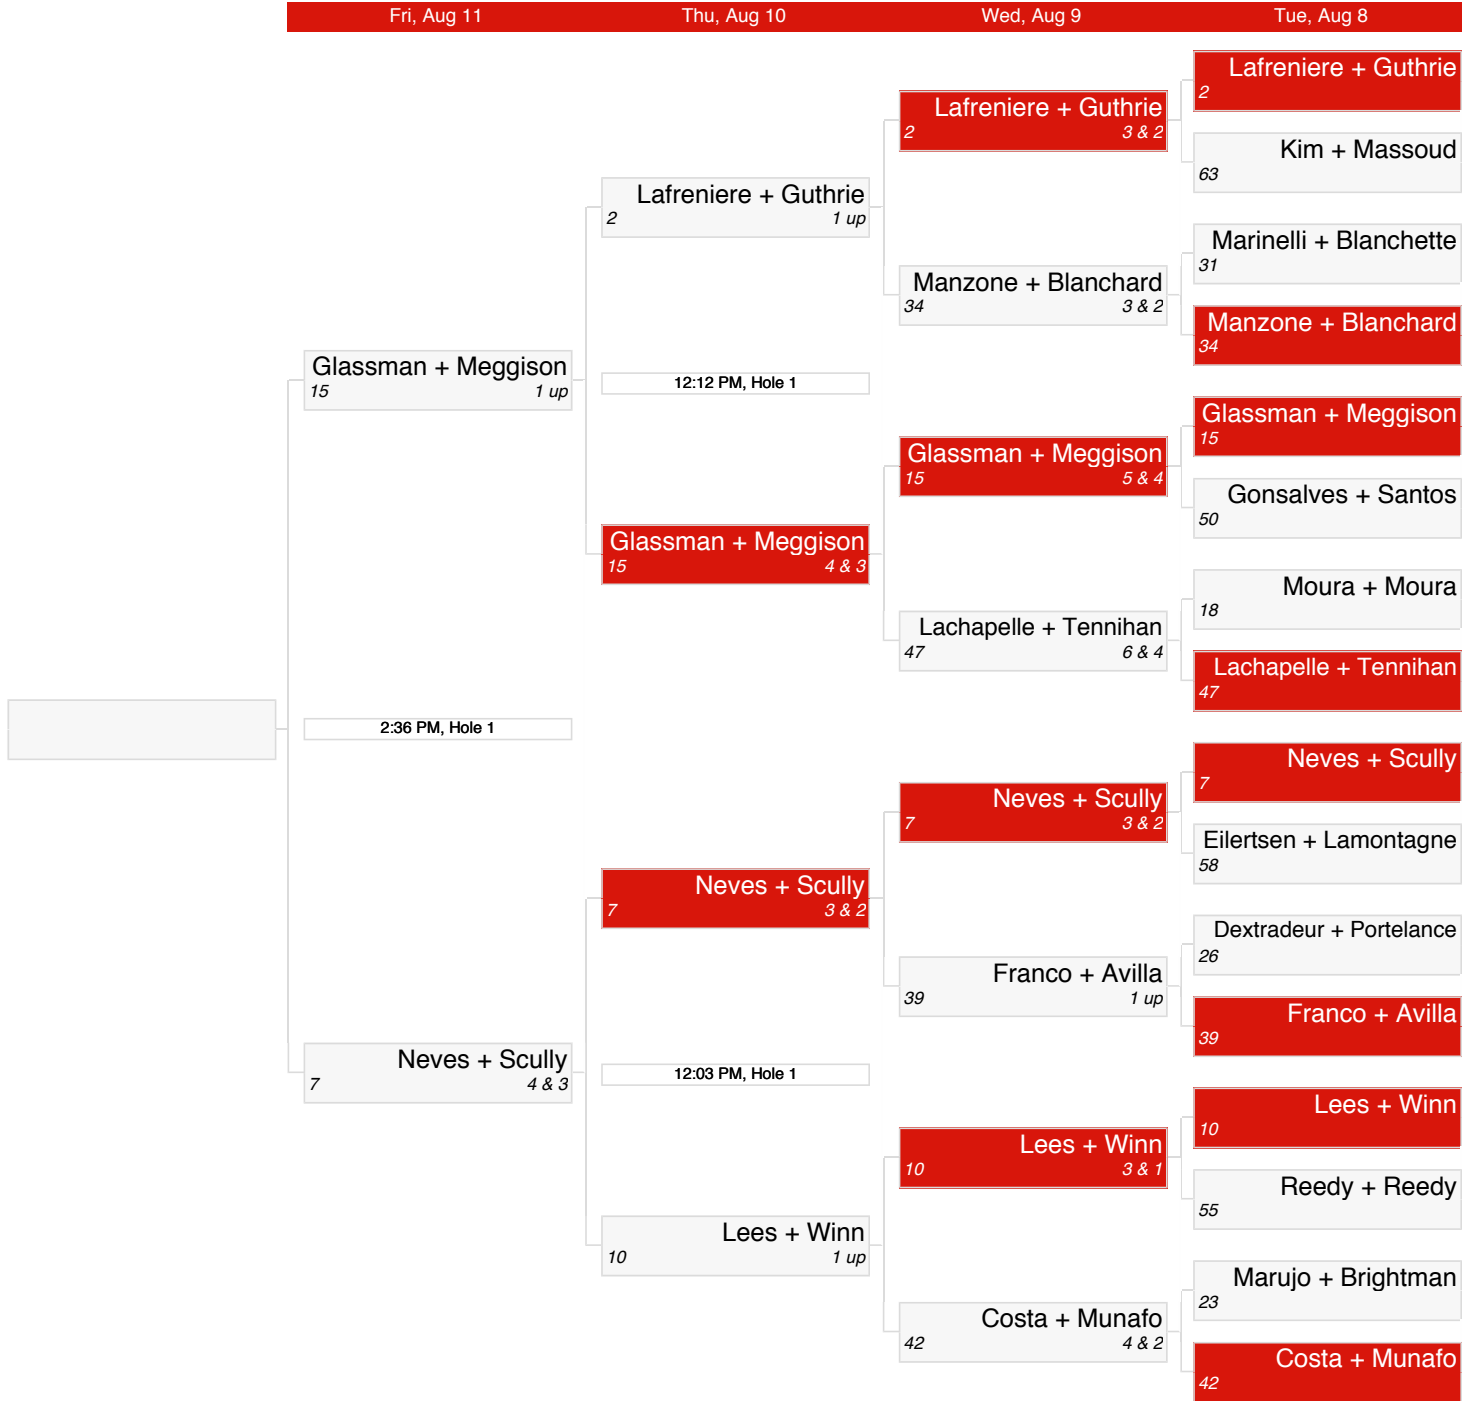 Fri, Aug 11
Thu, Aug 10
Wed, Aug 9
Tue, Aug 8
Glassman + Meggison
15 1 up
2:36 PM, Hole 1
Neves + Scully
7 4 & 3
Lafreniere + Guthrie
2 1 up
12:12 PM, Hole 1
Glassman + Meggison
15 4 & 3
Neves + Scully
7 3 & 2
12:03 PM, Hole 1
Lees + Winn
10 1 up
Lafreniere + Guthrie
2 3 & 2
Manzone + Blanchard
34 3 & 2
Glassman + Meggison
15 5 & 4
Lachapelle + Tennihan
47 6 & 4
Neves + Scully
7 3 & 2
Franco + Avilla
39 1 up
Lees + Winn
10 3 & 1
Costa + Munafo
42 4 & 2
Lafreniere + Guthrie
2
Kim + Massoud
63
Marinelli + Blanchette
31
Manzone + Blanchard
34
Glassman + Meggison
15
Gonsalves + Santos
50
Moura + Moura
18
Lachapelle + Tennihan
47
Neves + Scully
7
Eilertsen + Lamontagne
58
Dextradeur + Portelance
26
Franco + Avilla
39
Lees + Winn
10
Reedy + Reedy
55
Marujo + Brightman
23
Costa + Munafo
42